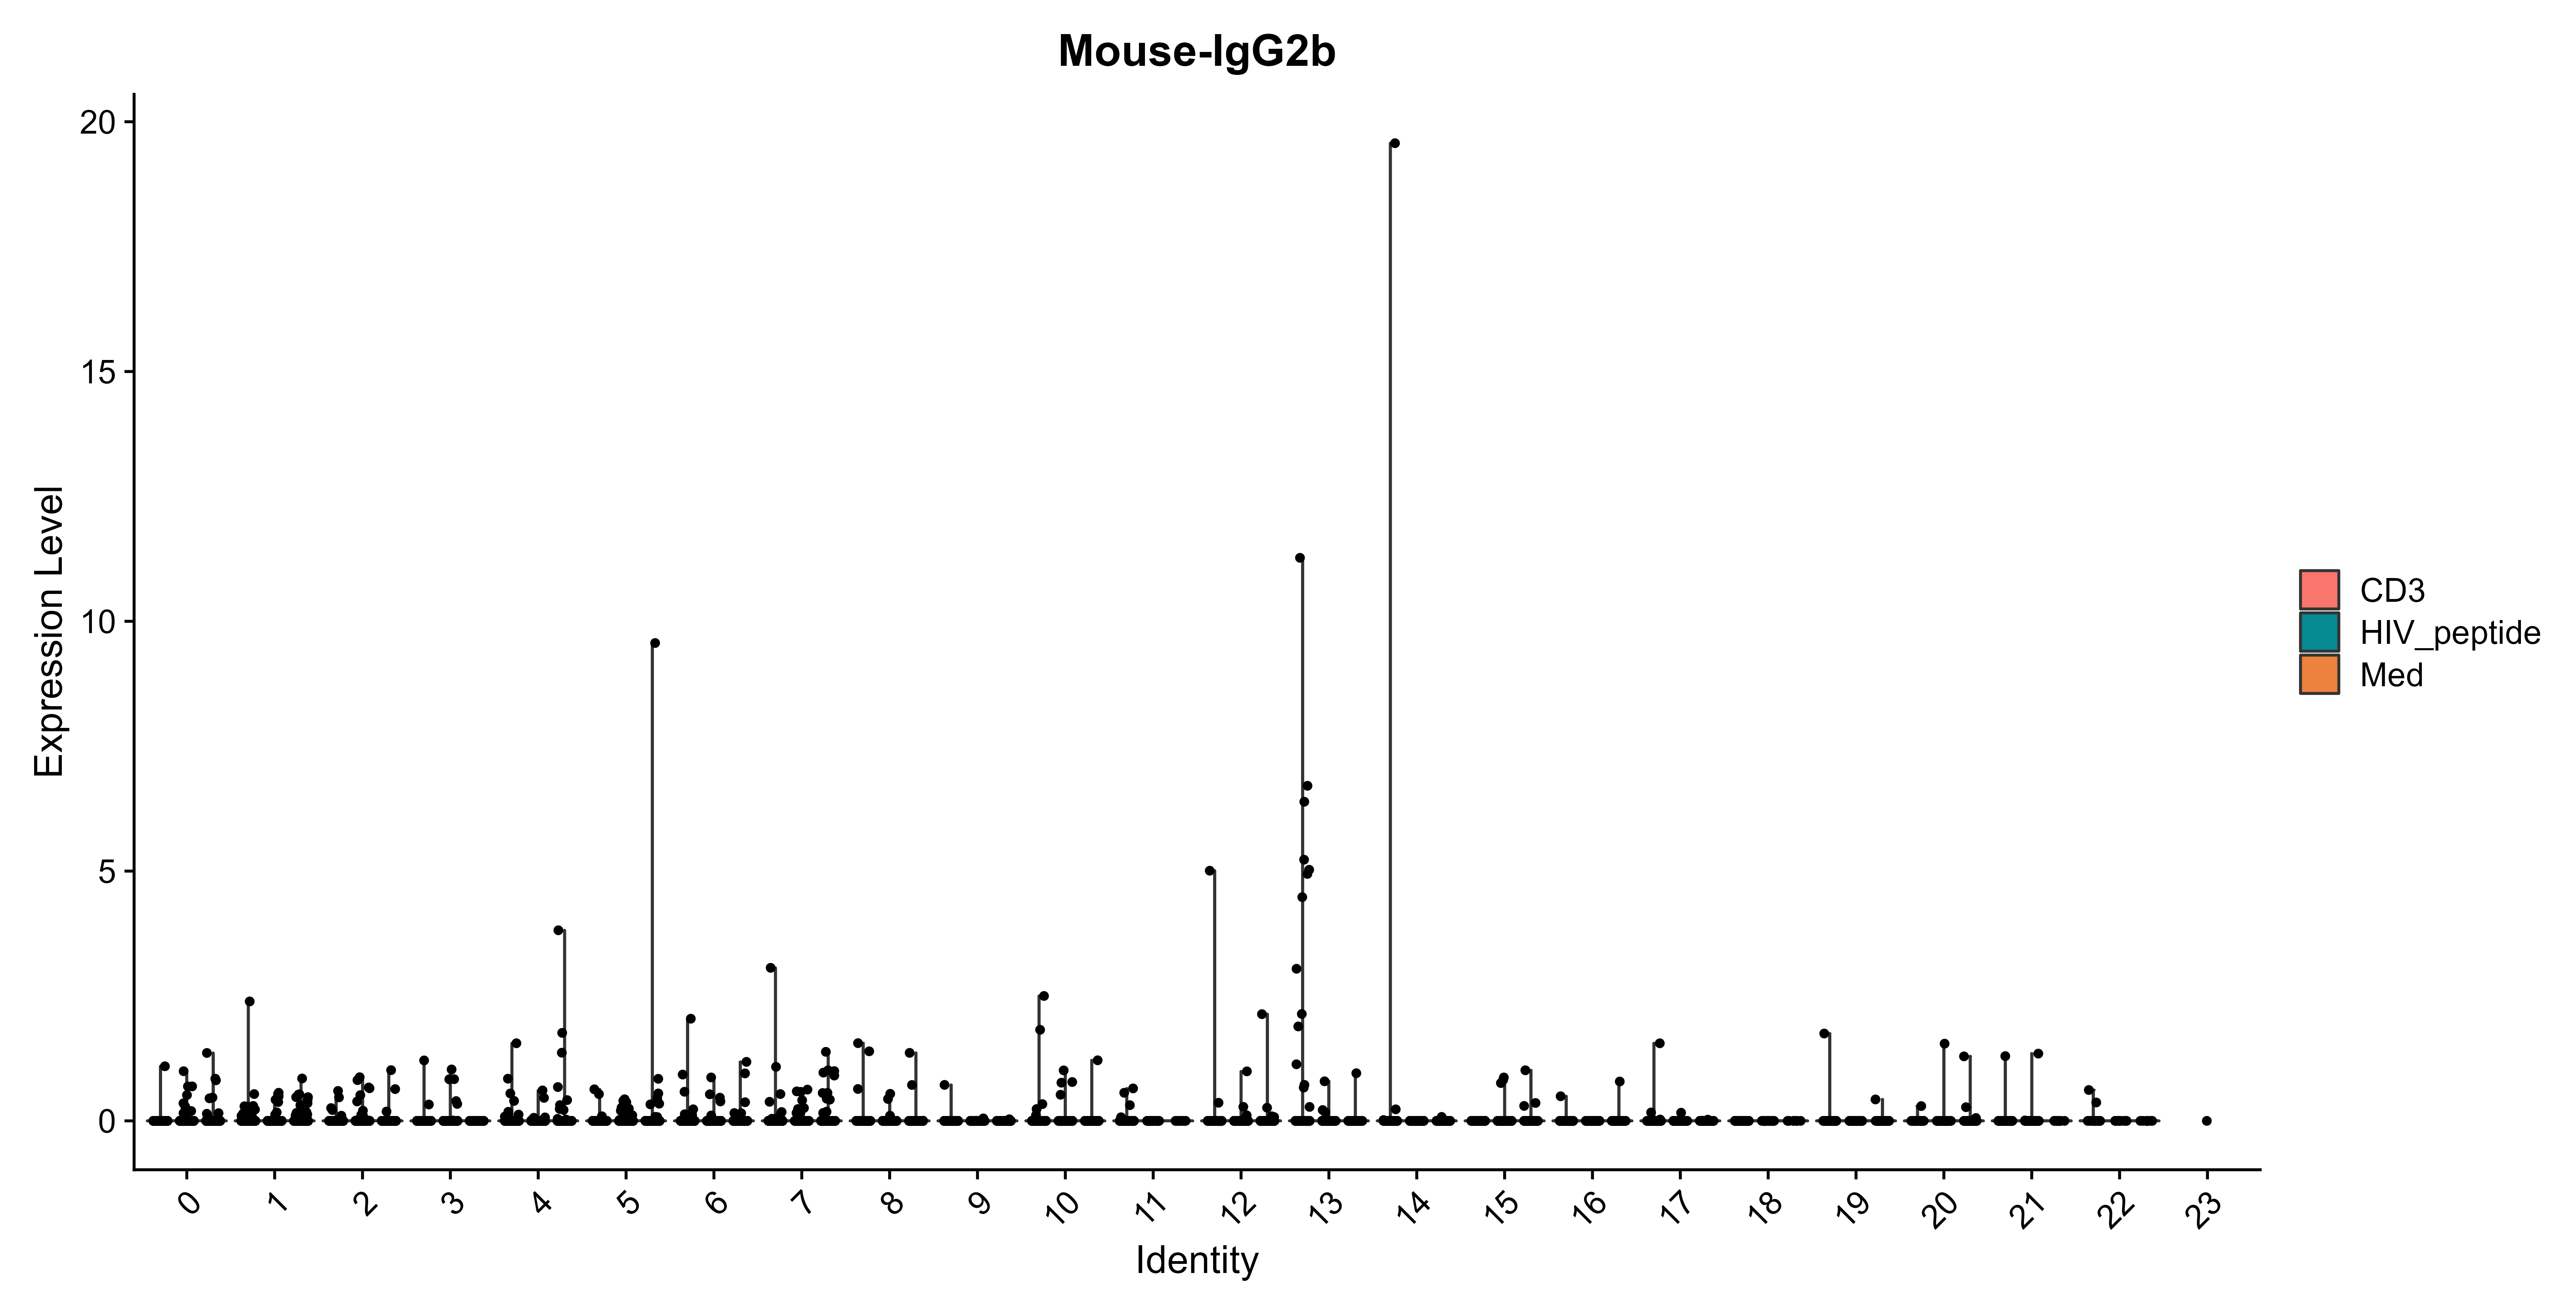 Mouse-IgG2b
Expression Level
20
15
10
5
0
0 1 2 3 4 5 6 7 8 9 10 11 12 13 14 15 16 17 18 19 20 21 22 23
Identity
CD3
HIV_peptide
Med